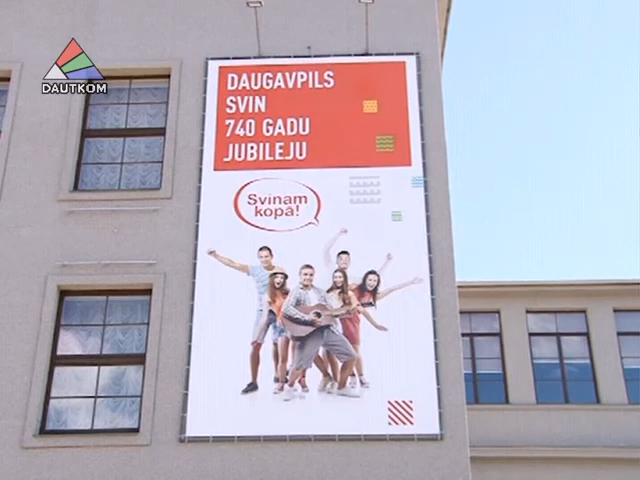 DAUTKOM
DAUGAVPILS
SVIN
740 GADU
JUBILEJU
Svinam
kopā!